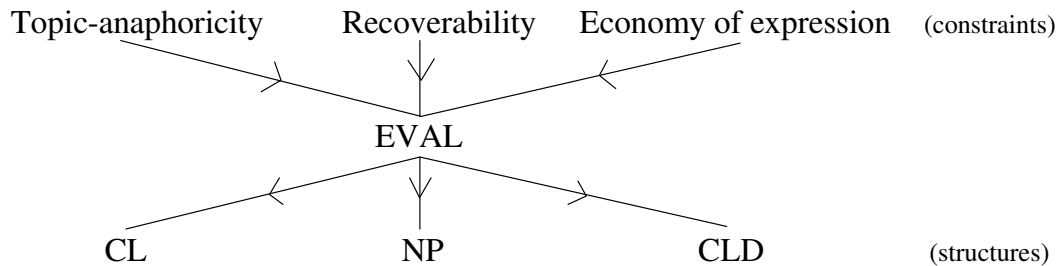 Topic-anaphoricity Recoverability Economy of expression (constraints)
EVAL
CL NP CLD (structures)